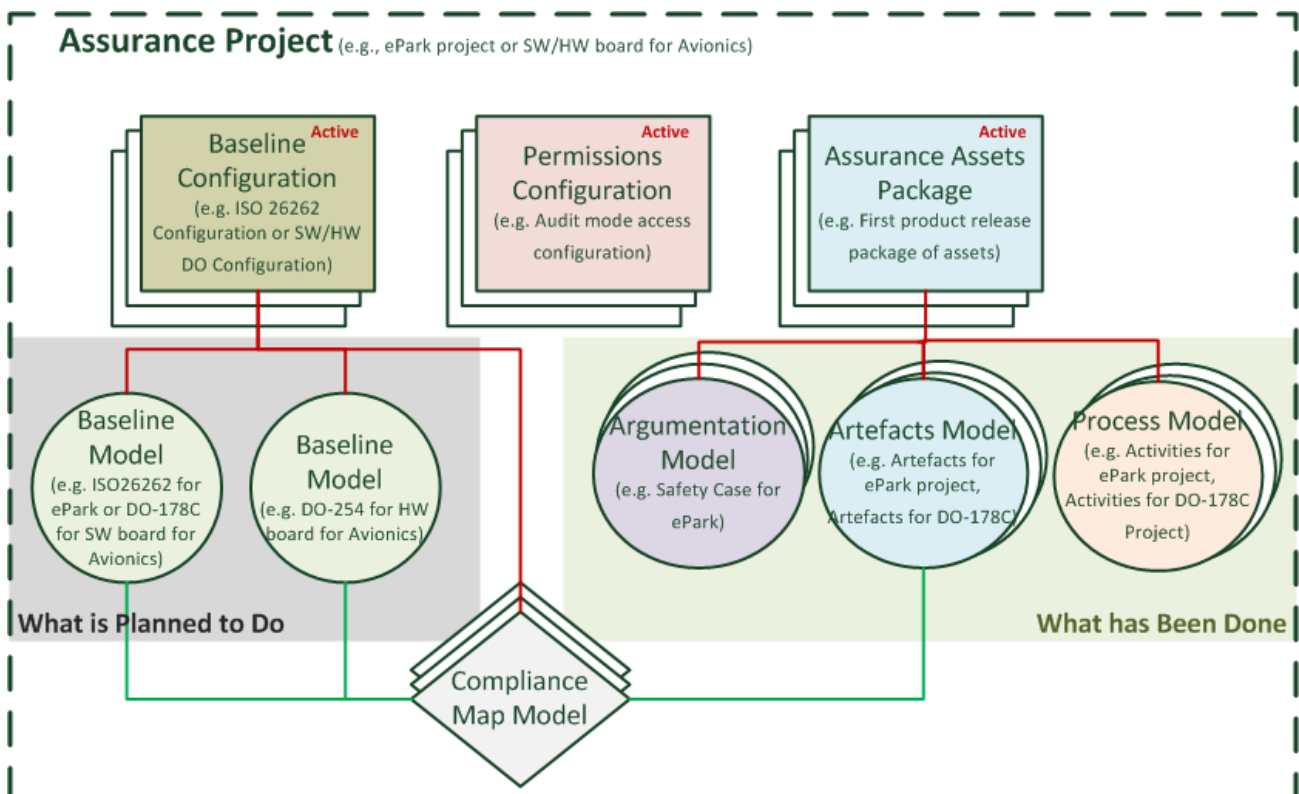 Assurance Project (e.g., ePark project or SW/HW board for Avionics)
Active
Baseline
Configuration
(e.g. ISO 26262
Configuration or SW/HW
DO Configuration)
Active
Permissions
Configuration
(e.g. Audit mode access
configuration)
Active
Assurance Assets
Package
(e.g. First product release
package of assets)
Baseline
Model
(e.g. ISO26262 for
ePark or DO-178C
for SW board for
Avionics)
Baseline
Model
(e.g. DO-254 for HW
board for Avionics)
Argumentation
Model
(e.g. Safety Case for
ePark)
Artefacts Model
(e.g. Artefacts for
ePark project,
Artefacts for DO-178C)
Process Model
(e.g. Activities for
ePark project,
Activities for DO-178C
Project)
What is Planned to Do
What has Been Done
Compliance
Map Model